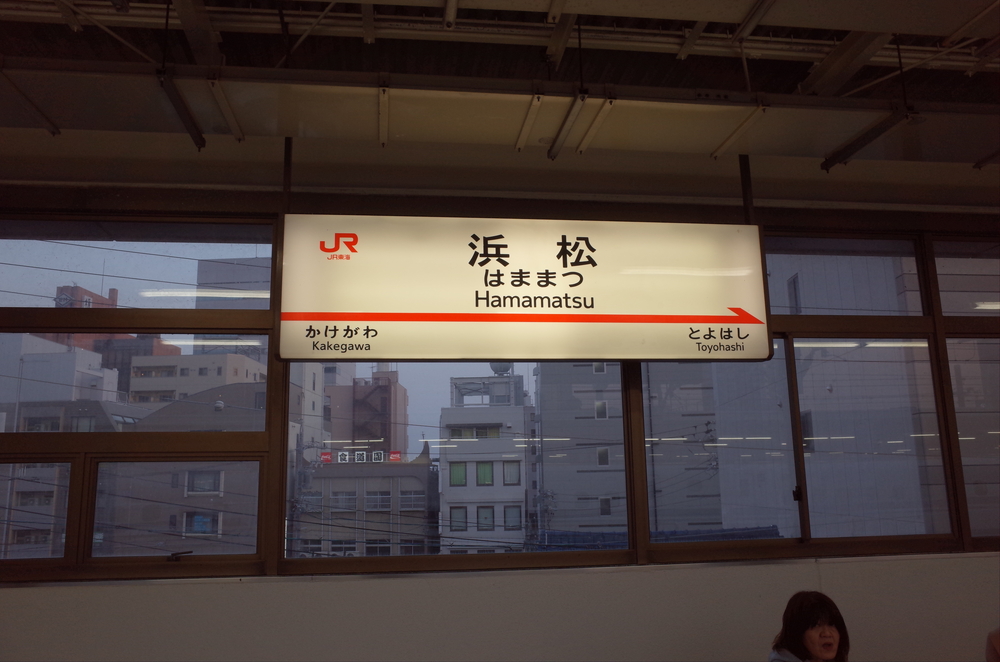 JR
JR東海
浜 松
はままつ
Hamamatsu
かけがわ
Kakegawa
とよはし
Toyohashi